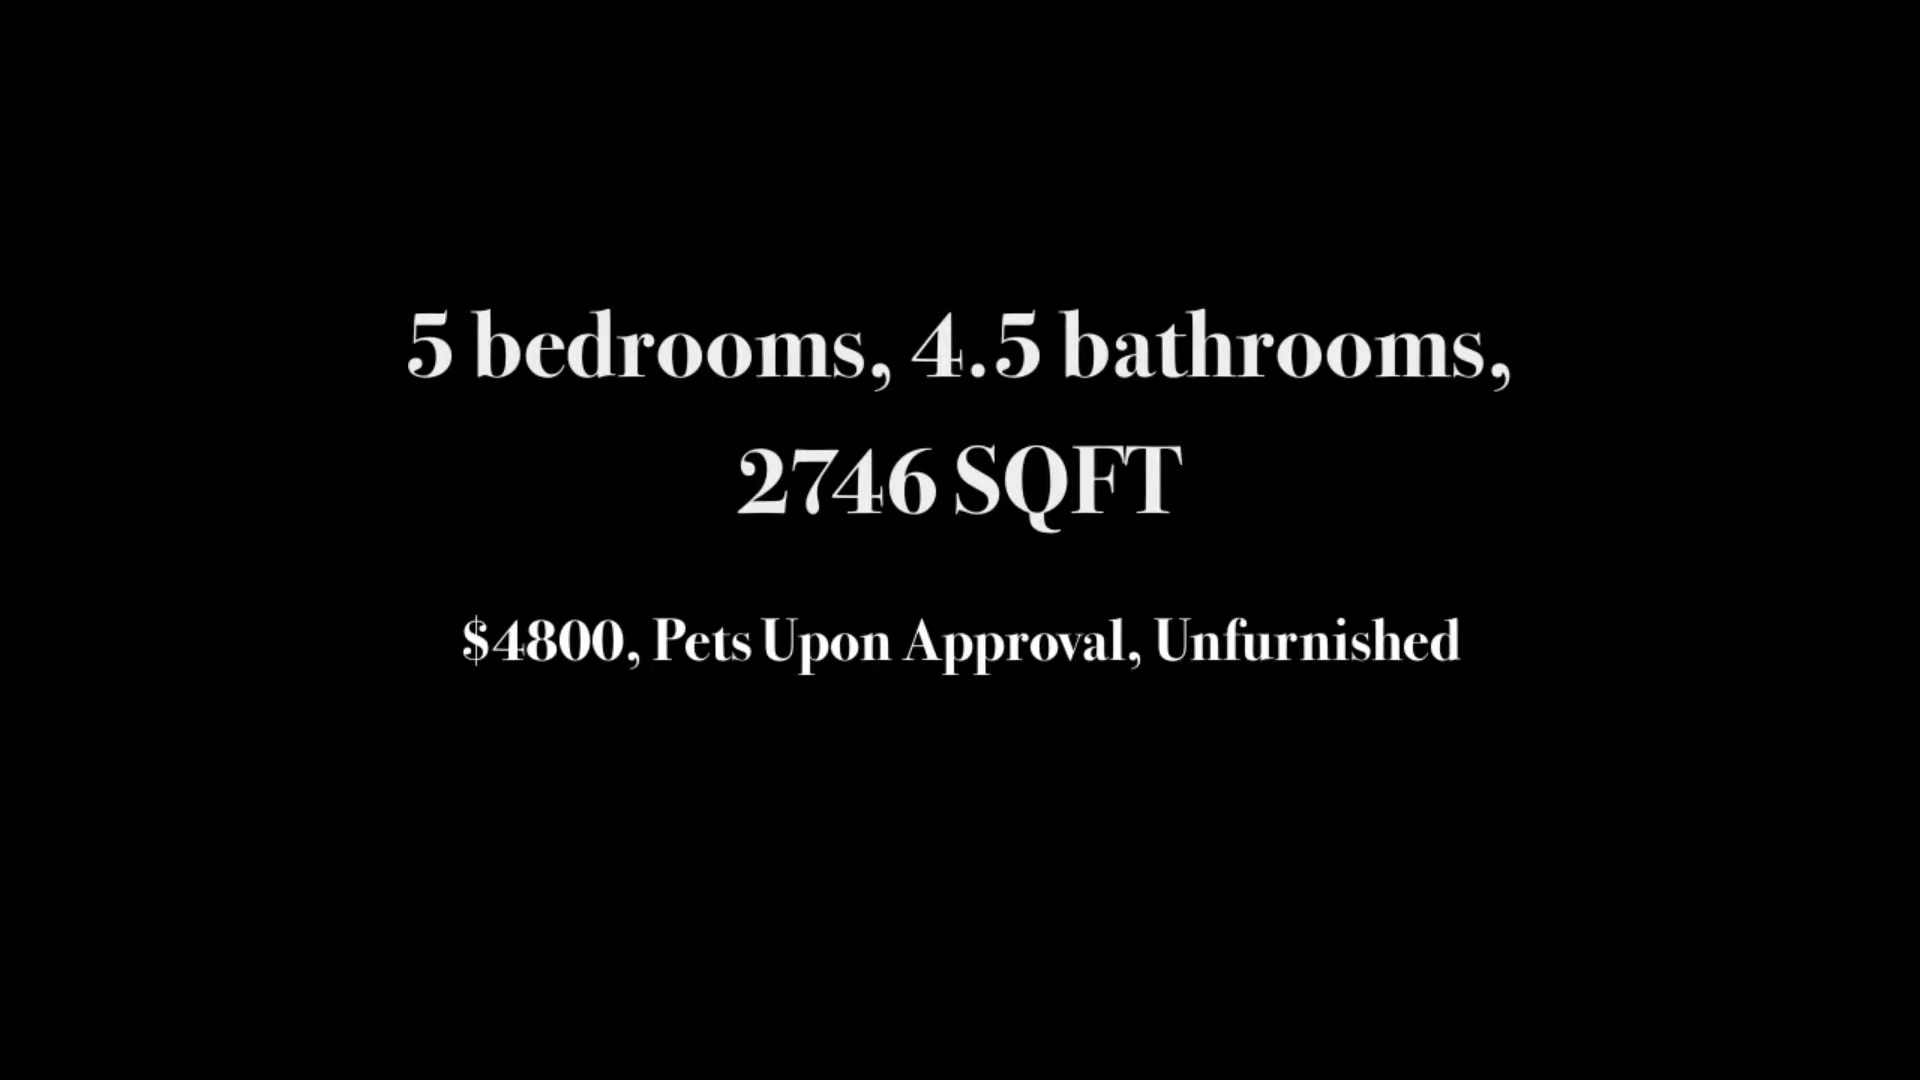 5 bedrooms, 4.5 bathrooms,
2746 SQFT
$4800, Pets Upon Approval, Unfurnished